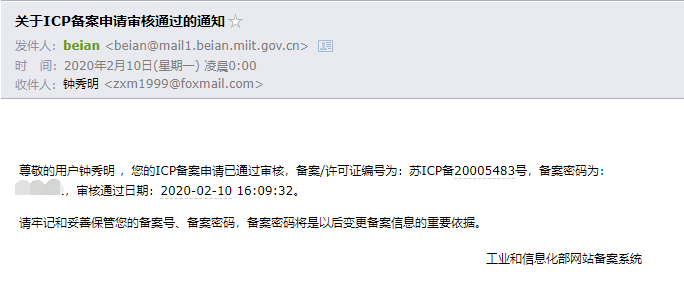 关于ICP备案申请审核通过的通知
发件人：beian <beian@mail1.beian.miit.gov.cn>
时　间：2020年2月10日(星期一) 凌晨0:00
收件人：钟秀明 <zxm1999@foxmail.com>
尊敬的用户钟秀明 ，您的ICP备案申请已通过审核，备案/许可证编号为：苏ICP备20005483号，备案密码为：
，审核通过日期：2020-02-10 16:09:32。
请牢记和妥善保管您的备案号、备案密码，备案密码将是以后变更备案信息的重要依据。
工业和信息化部网站备案系统